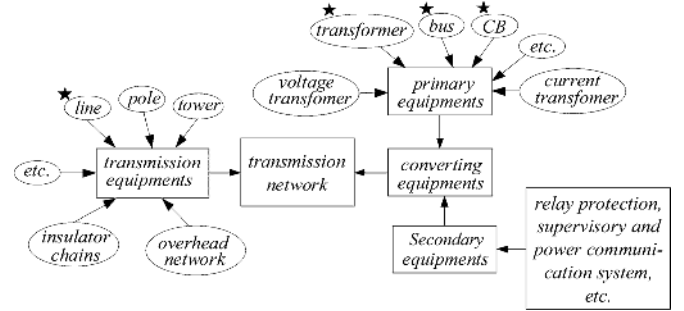 transformer
bus
CB
etc.
voltage
transfomer
primary
equipments
current
transfomer
line
pole
tower
etc.
transmission
equipments
transmission
network
converting
equipments
insulator
chains
overhead
network
Secondary
equipments
relay protection,
supervisory and
power communi-
cation system,
etc.